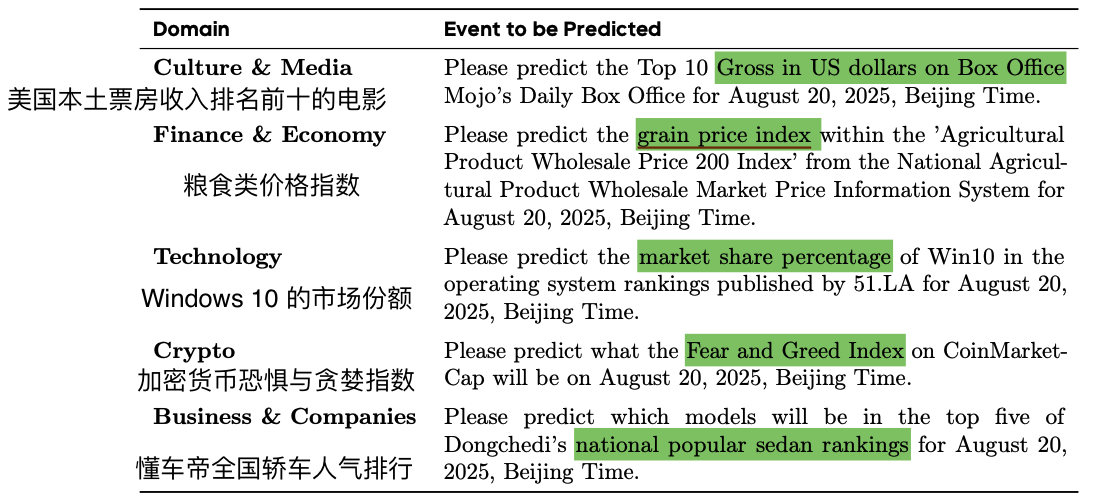 Domain
Event to be Predicted
Culture & Media
美国本土票房收入排名前十的电影
Please predict the Top 10 Gross in US dollars on Box Office
Mojo's Daily Box Office for August 20, 2025, Beijing Time.
Finance & Economy
粮食类价格指数
Please predict the grain price index within the 'Agricultural
Product Wholesale Price 200 Index' from the National Agricul-
tural Product Wholesale Market Price Information System for
August 20, 2025, Beijing Time.
Technology
Windows 10 的市场份额
Please predict the market share percentage of Win10 in the
operating system rankings published by 51.LA for August 20,
2025, Beijing Time.
Crypto
加密货币恐惧与贪婪指数
Please predict what the Fear and Greed Index on CoinMarket-
Cap will be on August 20, 2025, Beijing Time.
Business & Companies
懂车帝全国轿车人气排行
Please predict which models will be in the top five of
Dongchedi's national popular sedan rankings for August 20,
2025, Beijing Time.